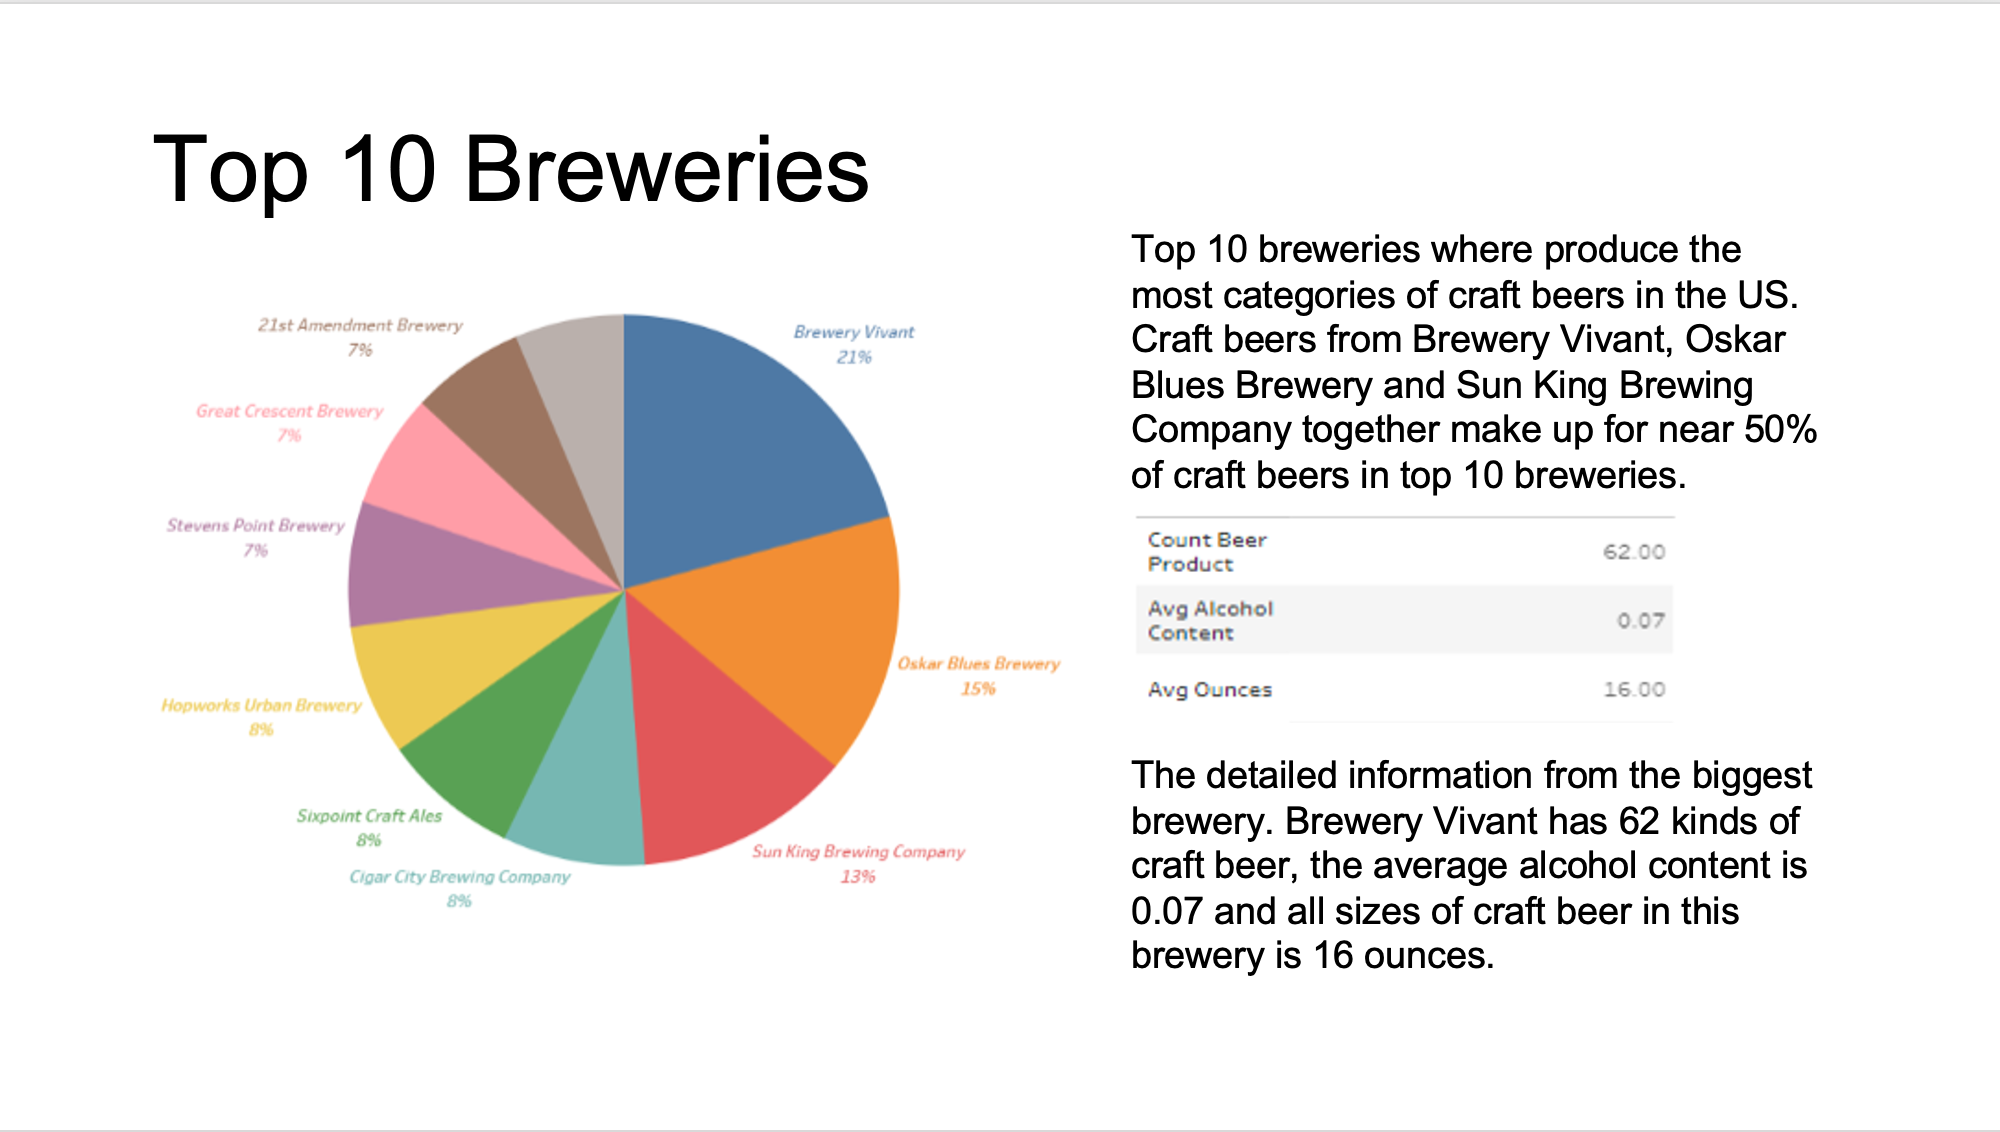 Top 10 Breweries
21st Amendment Brewery
7%
Brewery Vivant
21%
Great Crescent Brewery
7%
Stevens Point Brewery
7%
Oskar Blues Brewery
15%
Hopworks Urban Brewery
8%
Sixpoint Craft Ales
8%
Sun King Brewing Company
13%
Cigar City Brewing Company
8%
Top 10 breweries where produce the
most categories of craft beers in the US.
Craft beers from Brewery Vivant, Oskar
Blues Brewery and Sun King Brewing
Company together make up for near 50%
of craft beers in top 10 breweries.
Count Beer
Product
62.00
Avg Alcohol
Content
0.07
Avg Ounces
16.00
The detailed information from the biggest
brewery. Brewery Vivant has 62 kinds of
craft beer, the average alcohol content is
0.07 and all sizes of craft beer in this
brewery is 16 ounces.